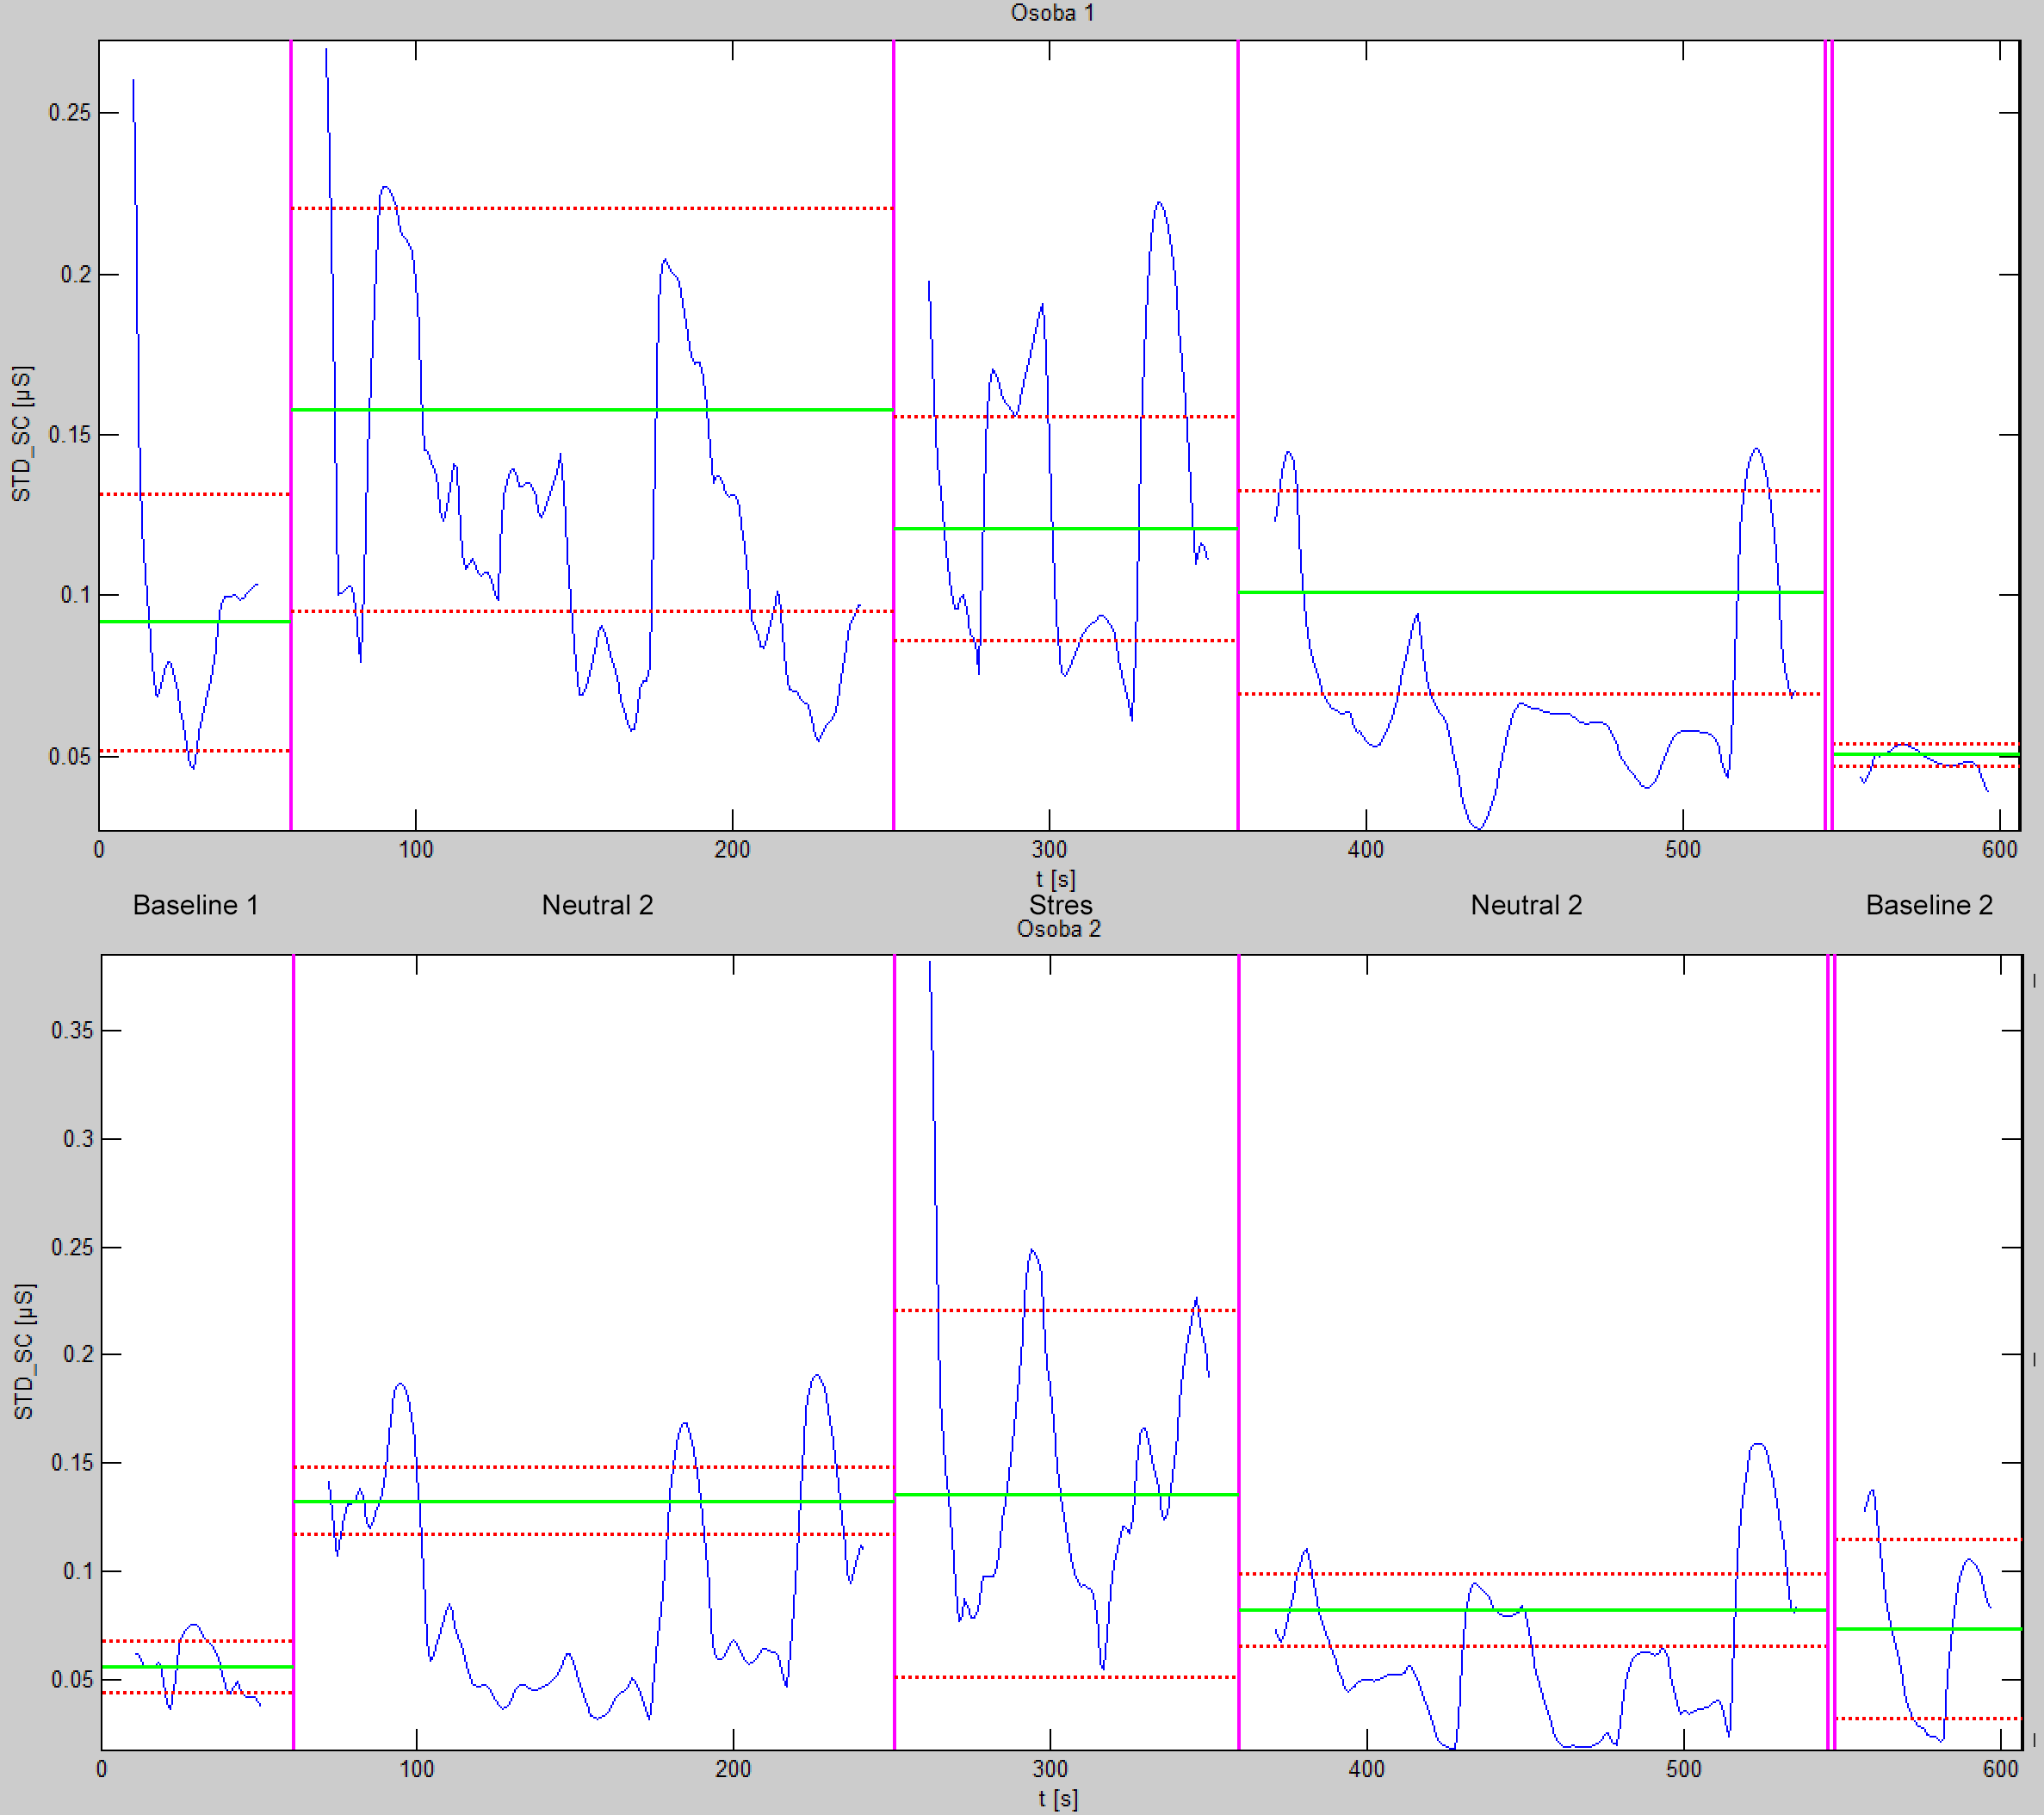 Osoba 1
0.25
0.2
0.15
0.1
0.05
STD_SC [µS]
0 100 200 300 400 500 600
t [s]
Baseline 1 Neutral 2 Stres Neutral 2 Baseline 2
Osoba 2
0.35
0.3
0.25
0.2
0.15
0.1
0.05
STD_SC [µS]
0 100 200 300 400 500 600
t [s]